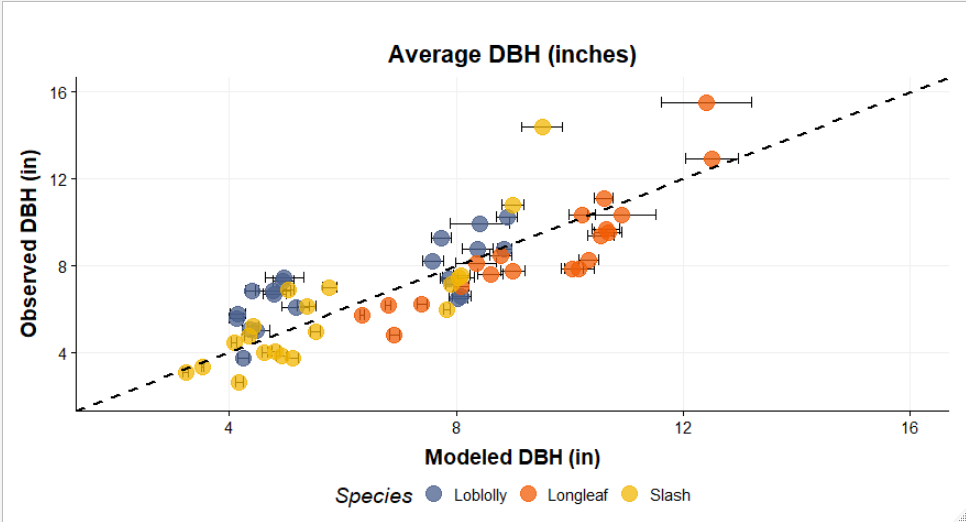 Average DBH (inches)
16
12
8
4
Observed DBH (in)
4 8 12 16
Modeled DBH (in)
Species Loblolly Longleaf Slash